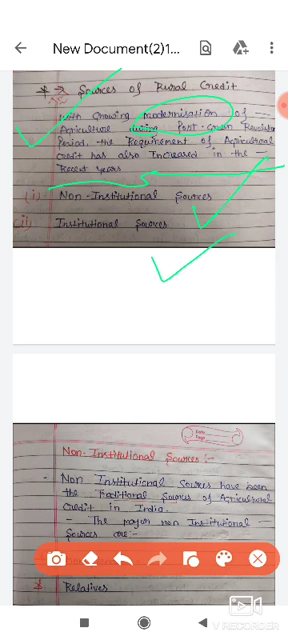 New Document(2)1...
* → Sources of Rural Credit
with Growing modernisation of -
Agriculture during Post-Green Revolution
Period, the Requirement of Agricultural
Credit has also Increased in the -
Recent years
(i) Non-Institutional Sources
(ii) Institutional Sources
Date
Page
Non-Institutional Sources :-
- Non Institutional Sources have been
the Traditional Sources of Agricultural
Credit in India.
- The major non Institutional -
Sources are -
* Relatives
V RECORDER